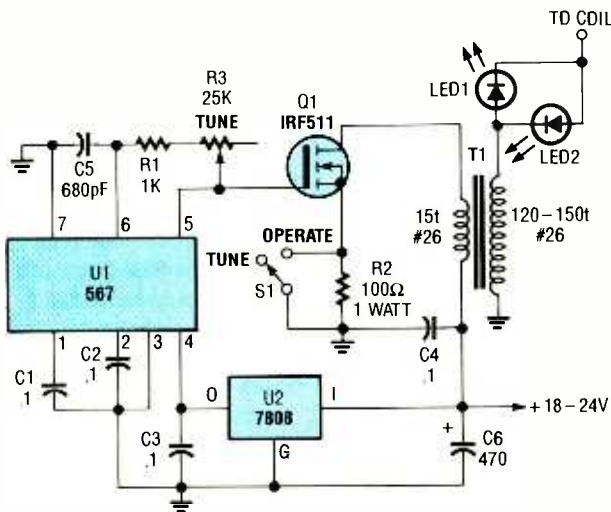 TO COIL
R3
25K
TUNE
Q1
IRF511
LED1
LED2
C5
680pF
R1
1K
T1
7
6
5
15t
#26
120–150t
#26
OPERATE
TUNE
S1
R2
100Ω
1 WATT
U1
567
1
2
3
4
C1
.1
C2
.1
C4
.1
O
U2
7808
I
G
+18–24V
C3
.1
+
C6
470